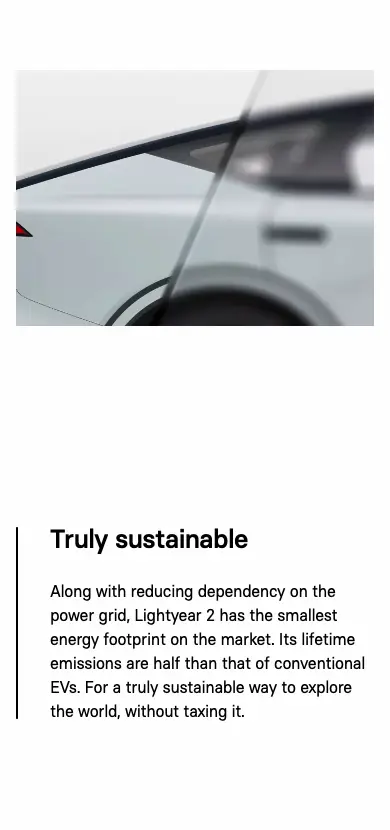 Truly sustainable
Along with reducing dependency on the
power grid, Lightyear 2 has the smallest
energy footprint on the market. Its lifetime
emissions are half than that of conventional
EVs. For a truly sustainable way to explore
the world, without taxing it.